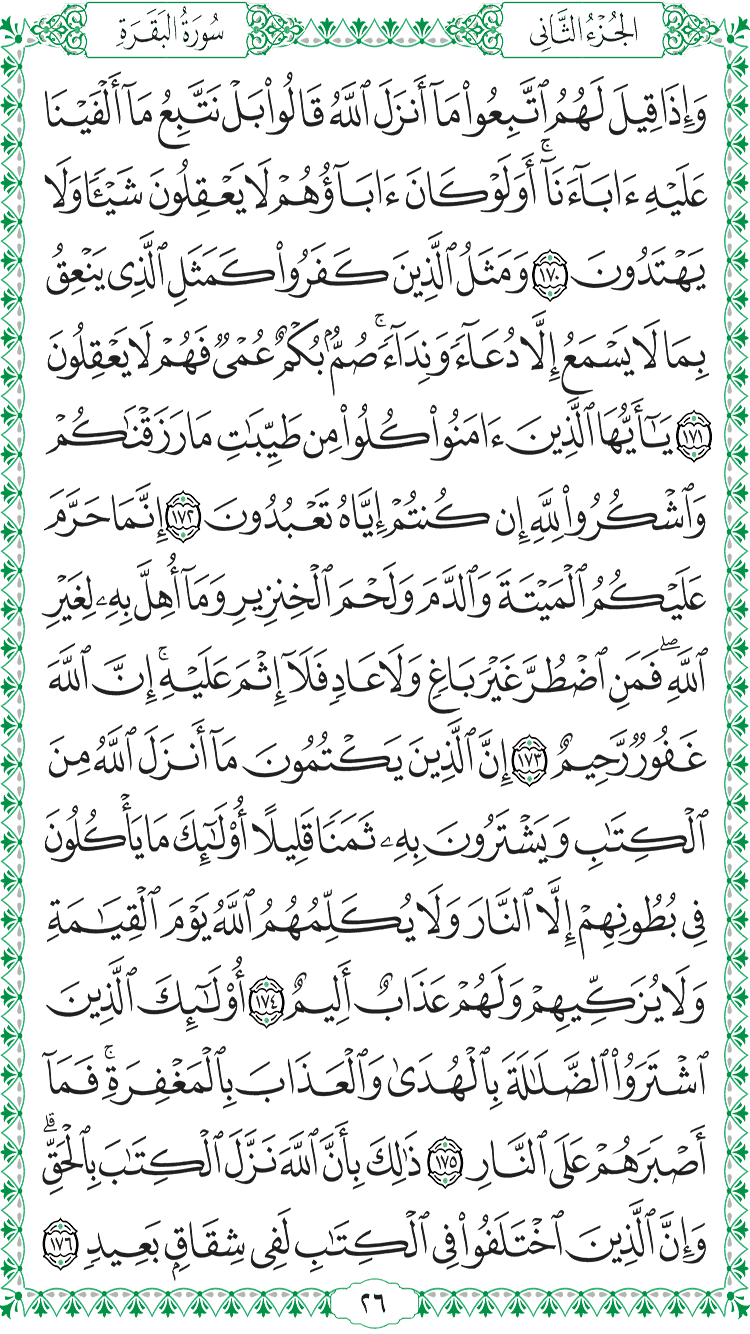 الجُزْءُ الثَّانِى
سُورَةُ البَقَرَةِ
وَإِذَا قِيلَ لَهُمُ ٱتَّبِعُوا۟ مَآ أَنزَلَ ٱللَّهُ قَالُوا۟ بَلْ نَتَّبِعُ مَآ أَلْفَيْنَا
عَلَيْهِ ءَابَآءَنَآ ۚ أَوَلَوْ كَانَ ءَابَآؤُهُمْ لَا يَعْقِلُونَ شَيْـًٔا وَلَا
يَهْتَدُونَ ١٧٠ وَمَثَلُ ٱلَّذِينَ كَفَرُوا۟ كَمَثَلِ ٱلَّذِى يَنْعِقُ
بِمَا لَا يَسْمَعُ إِلَّا دُعَآءً وَنِدَآءً ۚ صُمٌّۢ بُكْمٌ عُمْىٌ فَهُمْ لَا يَعْقِلُونَ
١٧١ يَـٰٓأَيُّهَا ٱلَّذِينَ ءَامَنُوا۟ كُلُوا۟ مِن طَيِّبَـٰتِ مَا رَزَقْنَـٰكُمْ
وَٱشْكُرُوا۟ لِلَّهِ إِن كُنتُمْ إِيَّاهُ تَعْبُدُونَ ١٧٢ إِنَّمَا حَرَّمَ
عَلَيْكُمُ ٱلْمَيْتَةَ وَٱلدَّمَ وَلَحْمَ ٱلْخِنزِيرِ وَمَآ أُهِلَّ بِهِۦ لِغَيْرِ
ٱللَّهِ ۖ فَمَنِ ٱضْطُرَّ غَيْرَ بَاغٍ وَلَا عَادٍ فَلَآ إِثْمَ عَلَيْهِ ۚ إِنَّ ٱللَّهَ
غَفُورٌ رَّحِيمٌ ١٧٣ إِنَّ ٱلَّذِينَ يَكْتُمُونَ مَآ أَنزَلَ ٱللَّهُ مِنَ
ٱلْكِتَـٰبِ وَيَشْتَرُونَ بِهِۦ ثَمَنًا قَلِيلًا أُو۟لَـٰٓئِكَ مَا يَأْكُلُونَ
فِى بُطُونِهِمْ إِلَّا ٱلنَّارَ وَلَا يُكَلِّمُهُمُ ٱللَّهُ يَوْمَ ٱلْقِيَـٰمَةِ
وَلَا يُزَكِّيهِمْ وَلَهُمْ عَذَابٌ أَلِيمٌ ١٧٤ أُو۟لَـٰٓئِكَ ٱلَّذِينَ
ٱشْتَرَوُا۟ ٱلضَّلَـٰلَةَ بِٱلْهُدَىٰ وَٱلْعَذَابَ بِٱلْمَغْفِرَةِ ۚ فَمَآ
أَصْبَرَهُمْ عَلَى ٱلنَّارِ ١٧٥ ذَٰلِكَ بِأَنَّ ٱللَّهَ نَزَّلَ ٱلْكِتَـٰبَ بِٱلْحَقِّ ۗ
وَإِنَّ ٱلَّذِينَ ٱخْتَلَفُوا۟ فِى ٱلْكِتَـٰبِ لَفِى شِقَاقٍۭ بَعِيدٍ ١٧٦
٢٦